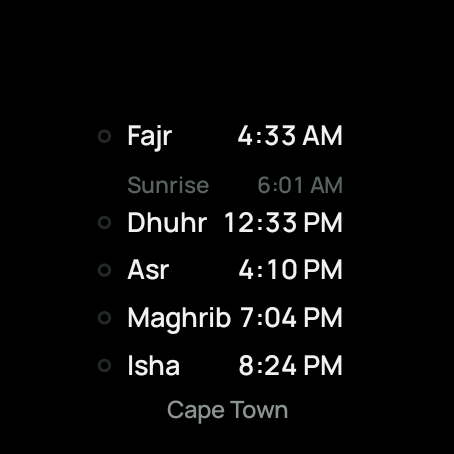 Fajr 4:33 AM
Sunrise 6:01 AM
Dhuhr 12:33 PM
Asr 4:10 PM
Maghrib 7:04 PM
Isha 8:24 PM
Cape Town